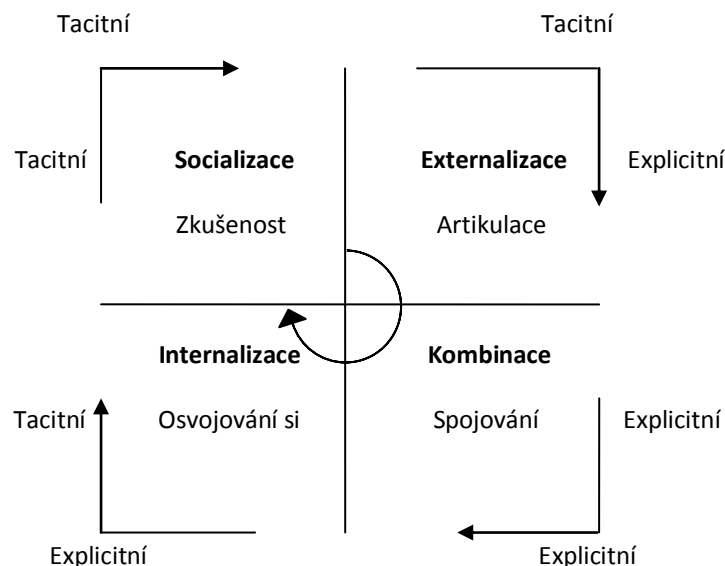 Tacitní
Tacitní
Tacitní
Socializace
Externalizace
Explicitní
Zkušenost
Artikulace
Internalizace
Kombinace
Tacitní
Osvojování si
Spojování
Explicitní
Explicitní
Explicitní